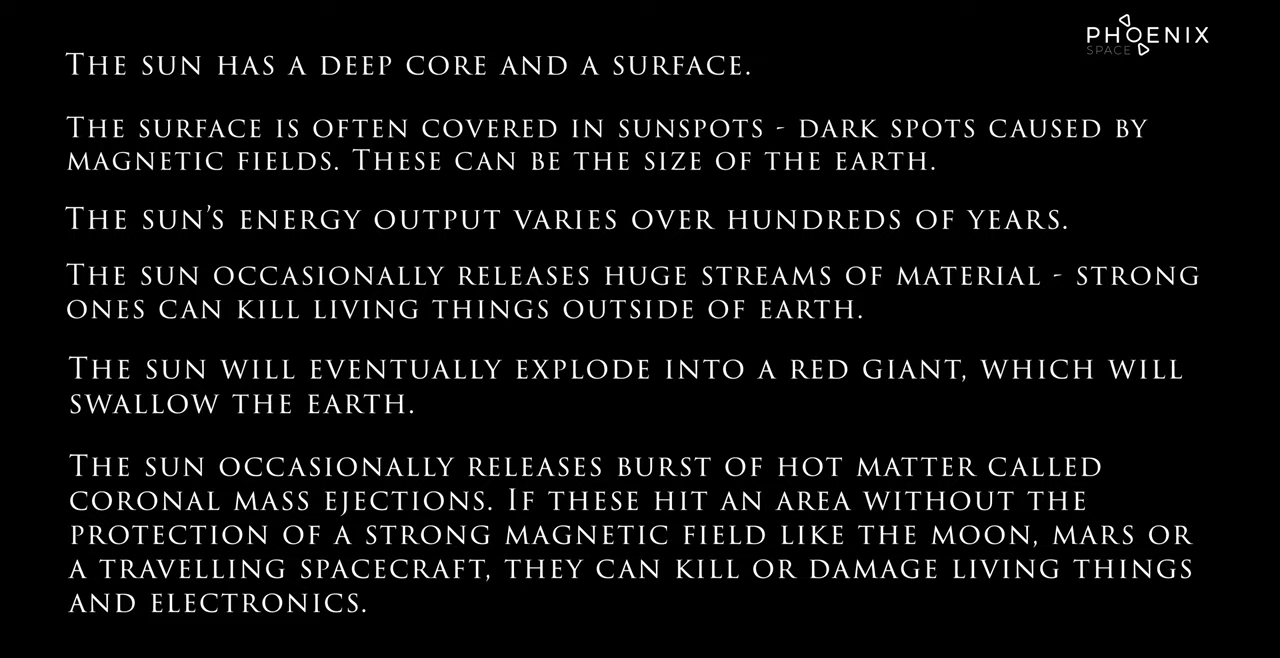 PHOENIX
SPACE
THE SUN HAS A DEEP CORE AND A SURFACE.
THE SURFACE IS OFTEN COVERED IN SUNSPOTS - DARK SPOTS CAUSED BY
MAGNETIC FIELDS. THESE CAN BE THE SIZE OF THE EARTH.
THE SUN’S ENERGY OUTPUT VARIES OVER HUNDREDS OF YEARS.
THE SUN OCCASIONALLY RELEASES HUGE STREAMS OF MATERIAL - STRONG
ONES CAN KILL LIVING THINGS OUTSIDE OF EARTH.
THE SUN WILL EVENTUALLY EXPLODE INTO A RED GIANT, WHICH WILL
SWALLOW THE EARTH.
THE SUN OCCASIONALLY RELEASES BURST OF HOT MATTER CALLED
CORONAL MASS EJECTIONS. IF THESE HIT AN AREA WITHOUT THE
PROTECTION OF A STRONG MAGNETIC FIELD LIKE THE MOON, MARS OR
A TRAVELLING SPACECRAFT, THEY CAN KILL OR DAMAGE LIVING THINGS
AND ELECTRONICS.